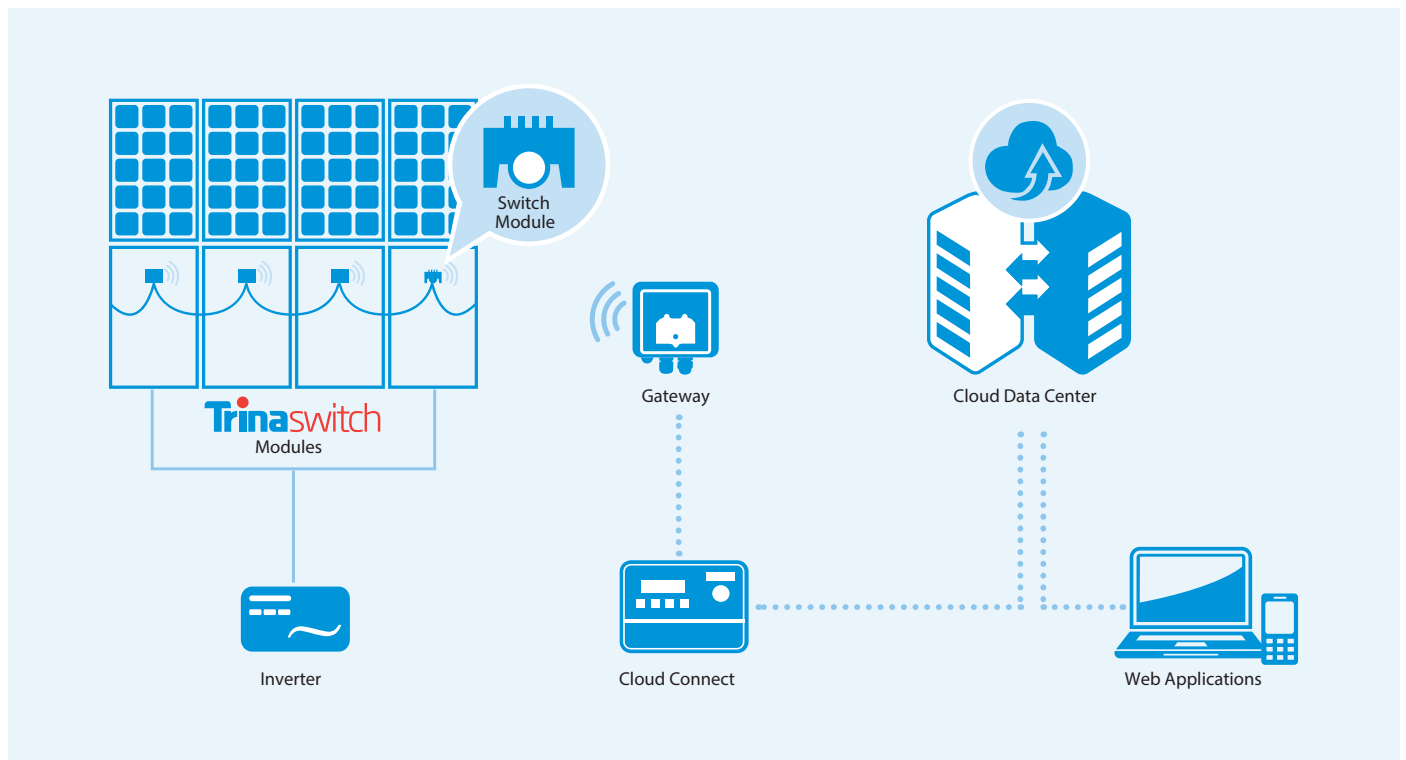 Switch
Module
Trinaswitch
Modules
Gateway
Cloud Data Center
Inverter
Cloud Connect
Web Applications